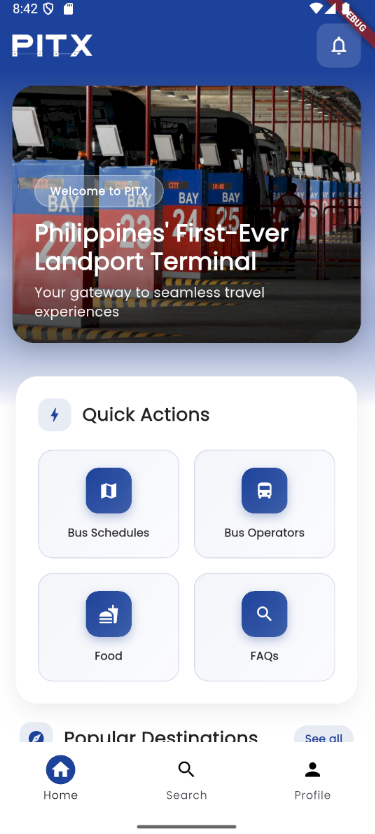 8:42
DEBUG
PITX
Welcome to PITX
BAY
BAY
BAY
22
23
24
25
Philippines' First-Ever
Landport Terminal
Your gateway to seamless travel
experiences
Quick Actions
Bus Schedules
Bus Operators
Food
FAQs
Popular Destinations
See all
Home
Search
Profile